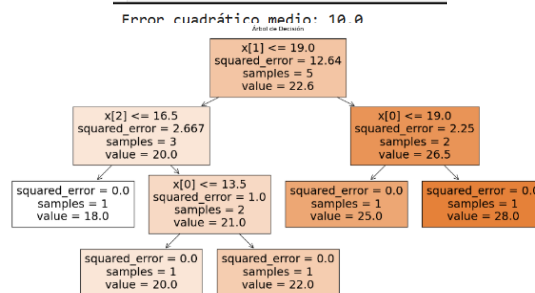 Error cuadrático medio: 10.0
Árbol de Decisión
x[1] <= 19.0
squared_error = 12.64
samples = 5
value = 22.6
x[2] <= 16.5
squared_error = 2.667
samples = 3
value = 20.0
x[0] <= 19.0
squared_error = 2.25
samples = 2
value = 26.5
squared_error = 0.0
samples = 1
value = 18.0
x[0] <= 13.5
squared_error = 1.0
samples = 2
value = 21.0
squared_error = 0.0
samples = 1
value = 25.0
squared_error = 0.0
samples = 1
value = 28.0
squared_error = 0.0
samples = 1
value = 20.0
squared_error = 0.0
samples = 1
value = 22.0